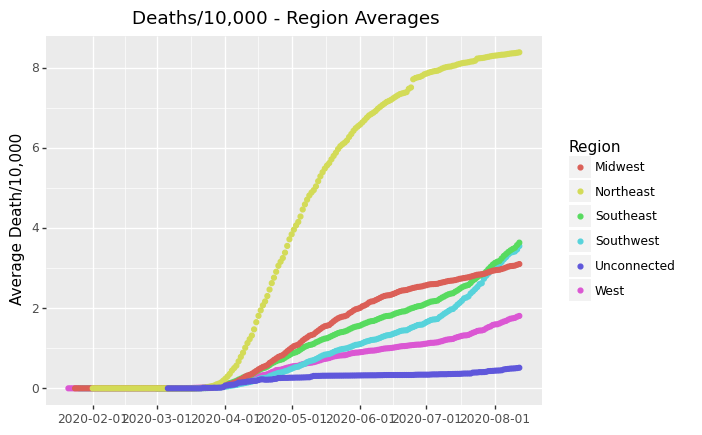 Deaths/10,000 - Region Averages
Average Death/10,000
8
6
4
2
0
2020-02-01 2020-03-01 2020-04-01 2020-05-01 2020-06-01 2020-07-01 2020-08-01
Region
Midwest
Northeast
Southeast
Southwest
Unconnected
West